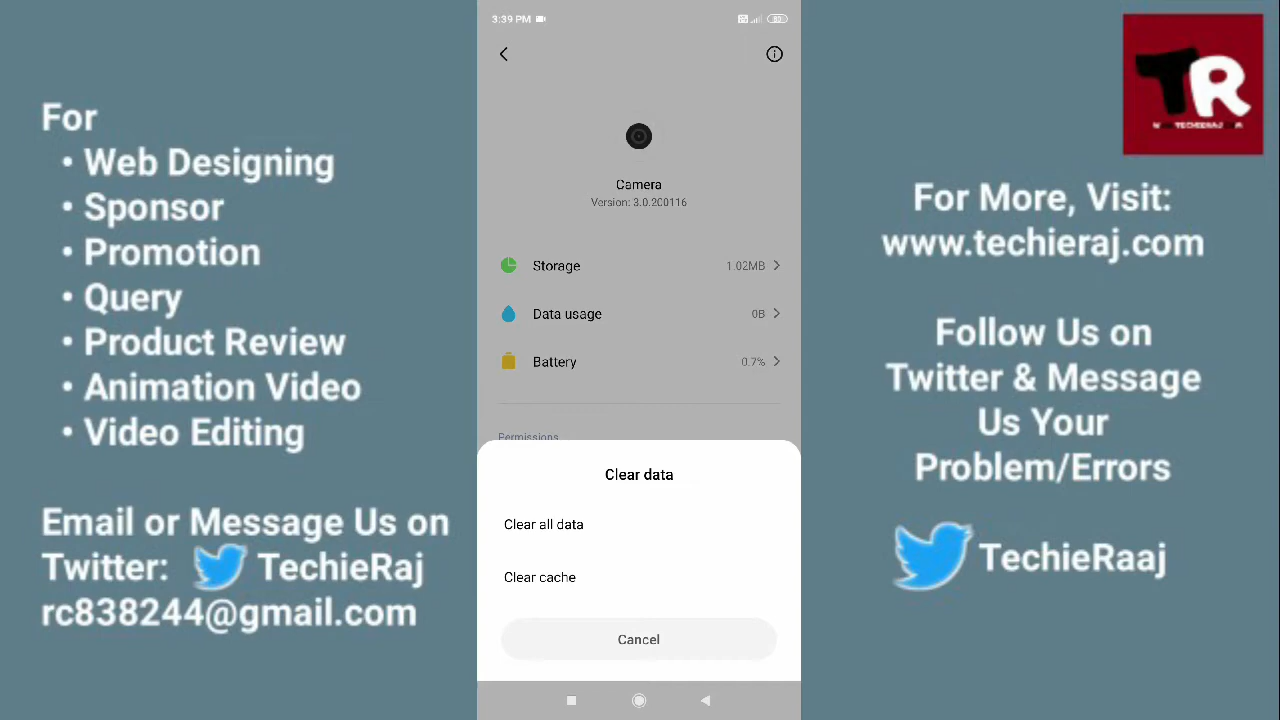 For
• Web Designing
• Sponsor
• Promotion
• Query
• Product Review
• Animation Video
• Video Editing
Email or Message Us on
Twitter: TechieRaj
rc838244@gmail.com
3:39 PM
Camera
Version: 3.0.200116
Storage 1.02MB
Data usage 0B
Battery 0.7%
Permissions
Clear data
Clear all data
Clear cache
Cancel
TR
For More, Visit:
www.techieraj.com
Follow Us on
Twitter & Message
Us Your
Problem/Errors
TechieRaaj